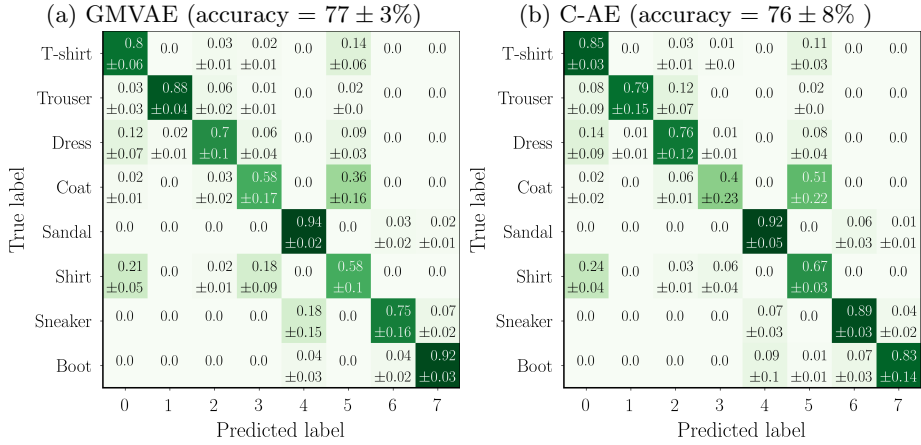 (a) GMVAE (accuracy = 77 ± 3%)
T-shirt 0.8 ±0.06 0.0 0.03 ±0.01 0.02 ±0.01 0.0 0.14 ±0.06 0.0 0.0
Trouser 0.03 ±0.03 0.88 ±0.04 0.06 ±0.02 0.01 ±0.01 0.0 0.02 ±0.0 0.0 0.0
Dress 0.12 ±0.07 0.02 ±0.01 0.7 ±0.1 0.06 ±0.04 0.0 0.09 ±0.03 0.0 0.0
Coat 0.02 ±0.01 0.0 0.03 ±0.02 0.58 ±0.17 0.0 0.36 ±0.16 0.0 0.0
Sandal 0.0 0.0 0.0 0.0 0.94 ±0.02 0.0 0.03 ±0.02 0.02 ±0.01
Shirt 0.21 ±0.05 0.0 0.02 ±0.01 0.18 ±0.09 0.0 0.58 ±0.1 0.0 0.0
Sneaker 0.0 0.0 0.0 0.0 0.18 ±0.15 0.0 0.75 ±0.16 0.07 ±0.02
Boot 0.0 0.0 0.0 0.0 0.04 ±0.03 0.0 0.04 ±0.02 0.92 ±0.03
0 1 2 3 4 5 6 7
Predicted label
True label
(b) C-AE (accuracy = 76 ± 8% )
T-shirt 0.85 ±0.03 0.0 0.03 ±0.01 0.01 ±0.0 0.0 0.11 ±0.03 0.0 0.0
Trouser 0.08 ±0.09 0.79 ±0.15 0.12 ±0.07 0.0 0.0 0.02 ±0.0 0.0 0.0
Dress 0.14 ±0.09 0.01 ±0.01 0.76 ±0.12 0.01 ±0.01 0.0 0.08 ±0.04 0.0 0.0
Coat 0.02 ±0.02 0.0 0.06 ±0.01 0.4 ±0.23 0.0 0.51 ±0.22 0.0 0.0
Sandal 0.0 0.0 0.0 0.0 0.92 ±0.05 0.0 0.06 ±0.03 0.01 ±0.01
Shirt 0.24 ±0.04 0.0 0.03 ±0.01 0.06 ±0.04 0.0 0.67 ±0.03 0.0 0.0
Sneaker 0.0 0.0 0.0 0.0 0.07 ±0.03 0.0 0.89 ±0.03 0.04 ±0.02
Boot 0.0 0.0 0.0 0.0 0.09 ±0.1 0.01 ±0.01 0.07 ±0.03 0.83 ±0.14
0 1 2 3 4 5 6 7
Predicted label
True label